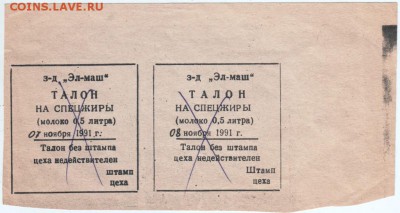 COINS.LAVE.RU
з-д „Эл-маш"
ТАЛОН
НА СПЕЦЖИРЫ
(молоко 0,5 литра)
07 ноября 1991 г.
Талон без штампа
цеха недействителен
штамп
цеха
з-д „Эл-маш"
ТАЛОН
НА СПЕЦЖИРЫ
(молоко 0,5 литра)
08 ноября 1991 г.
Талон без штампа
цеха недействителен
Штамп
цеха